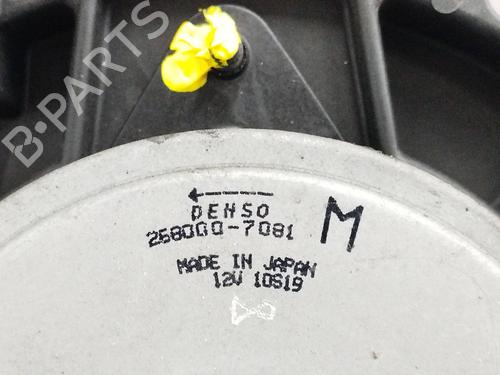 B-PARTS
DENSO
268000-7081
M
MADE IN JAPAN
12V 10S19